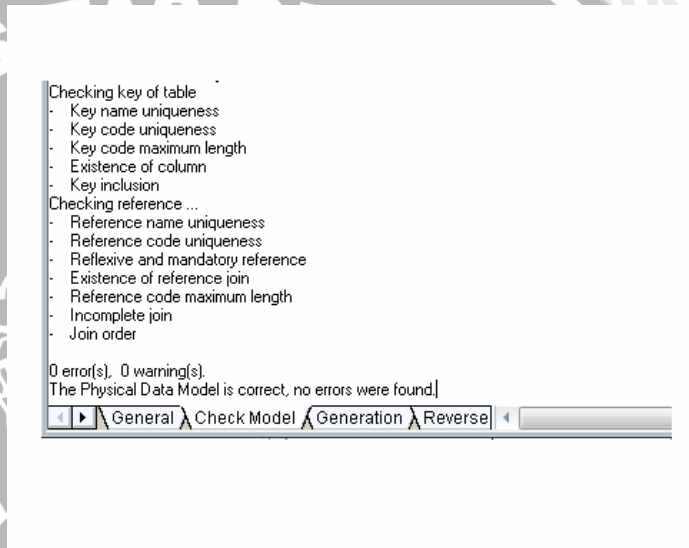 Checking key of table
- Key name uniqueness
- Key code uniqueness
- Key code maximum length
- Existence of column
- Key inclusion
Checking reference ...
- Reference name uniqueness
- Reference code uniqueness
- Reflexive and mandatory reference
- Existence of reference join
- Reference code maximum length
- Incomplete join
- Join order
0 error(s), 0 warning(s).
The Physical Data Model is correct, no errors were found.
General Check Model Generation Reverse